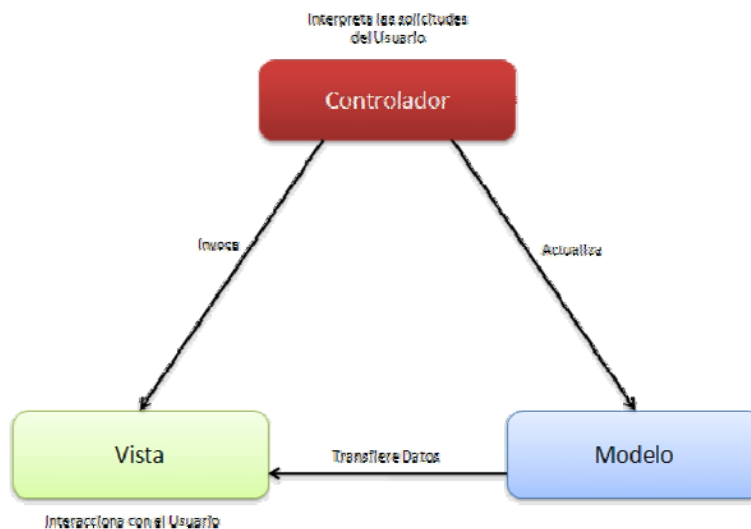 Interpreta las solicitudes
del Usuario
Controlador
Invoca
Actualiza
Vista
Transfiere Datos
Modelo
Interacciona con el Usuario